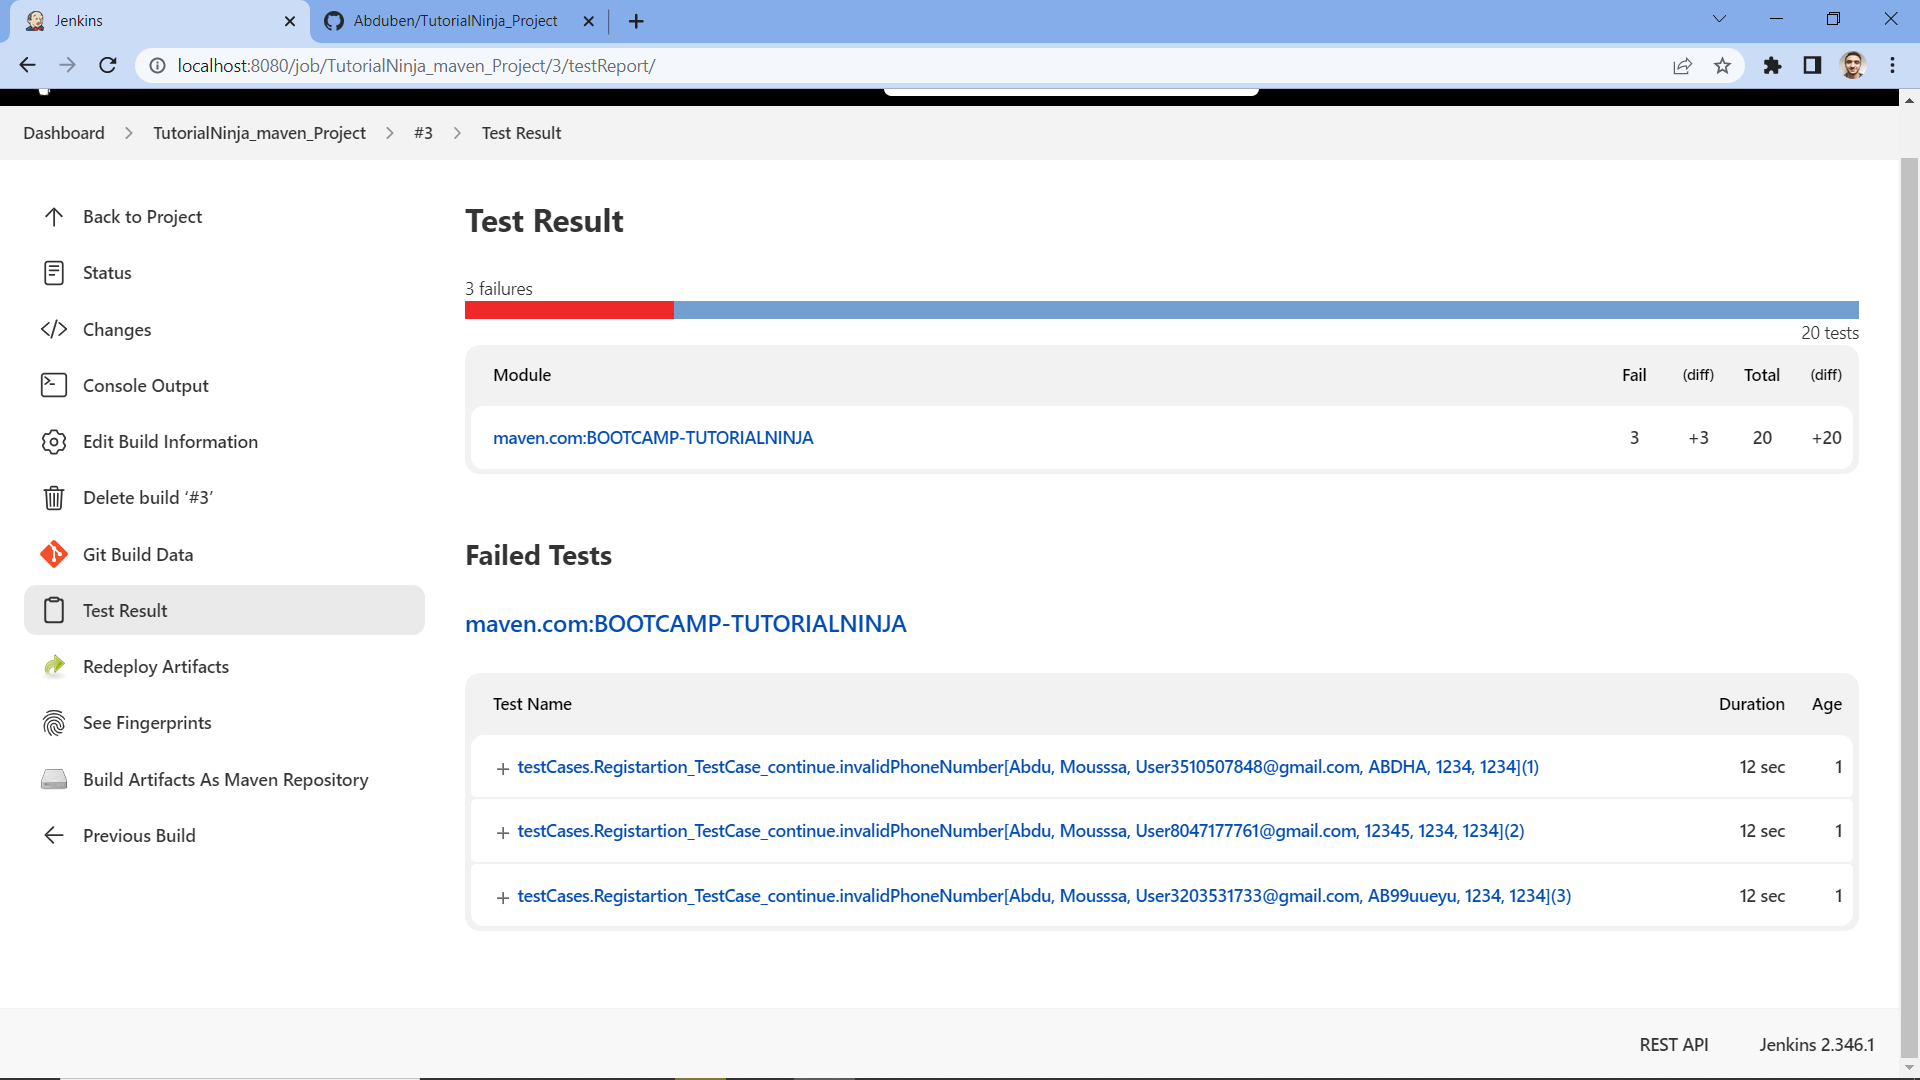 Jenkins
Abduben/TutorialNinja_Project
localhost:8080/job/TutorialNinja_maven_Project/3/testReport/
Dashboard TutorialNinja_maven_Project #3 Test Result
Back to Project
Status
Changes
Console Output
Edit Build Information
Delete build ‘#3’
Git Build Data
Test Result
Redeploy Artifacts
See Fingerprints
Build Artifacts As Maven Repository
Previous Build
Test Result
3 failures
20 tests
Module Fail (diff) Total (diff)
maven.com:BOOTCAMP-TUTORIALNINJA 3 +3 20 +20
Failed Tests
maven.com:BOOTCAMP-TUTORIALNINJA
Test Name Duration Age
testCases.Registartion_TestCase_continue.invalidPhoneNumber[Abdu, Mousssa, User3510507848@gmail.com, ABDHA, 1234, 1234](1) 12 sec 1
testCases.Registartion_TestCase_continue.invalidPhoneNumber[Abdu, Mousssa, User8047177761@gmail.com, 12345, 1234, 1234](2) 12 sec 1
testCases.Registartion_TestCase_continue.invalidPhoneNumber[Abdu, Mousssa, User3203531733@gmail.com, AB99uueyu, 1234, 1234](3) 12 sec 1
REST API Jenkins 2.346.1